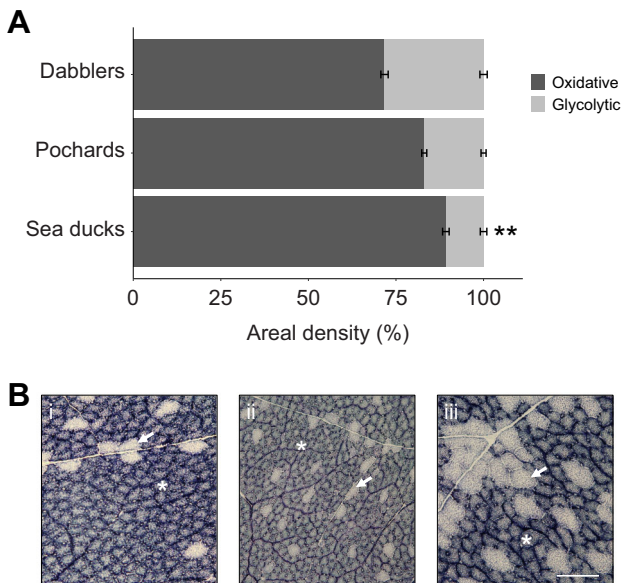 A
Dabblers
Pochards
Sea ducks
**
Oxidative
Glycolytic
0 25 50 75 100
Areal density (%)
B
i
ii
iii
*
*
*